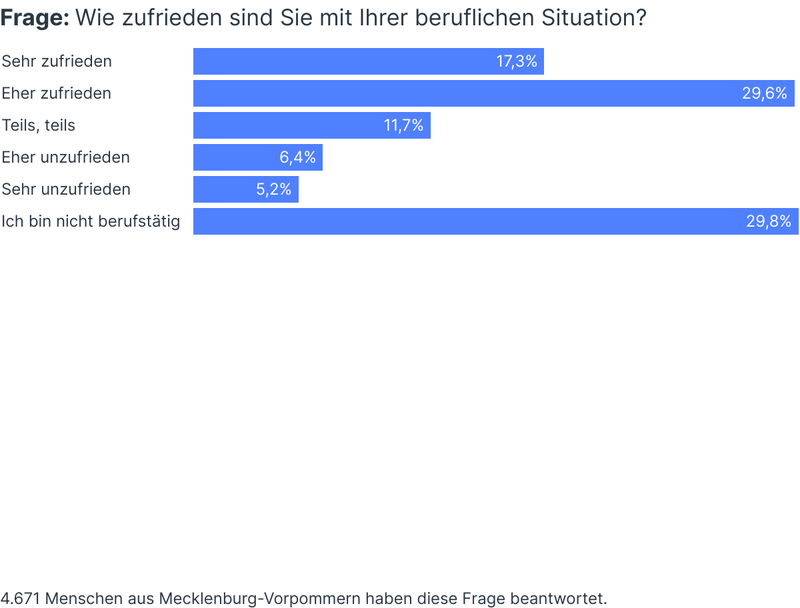 Frage: Wie zufrieden sind Sie mit Ihrer beruflichen Situation?
Sehr zufrieden 17,3%
Eher zufrieden 29,6%
Teils, teils 11,7%
Eher unzufrieden 6,4%
Sehr unzufrieden 5,2%
Ich bin nicht berufstätig 29,8%
4.671 Menschen aus Mecklenburg-Vorpommern haben diese Frage beantwortet.